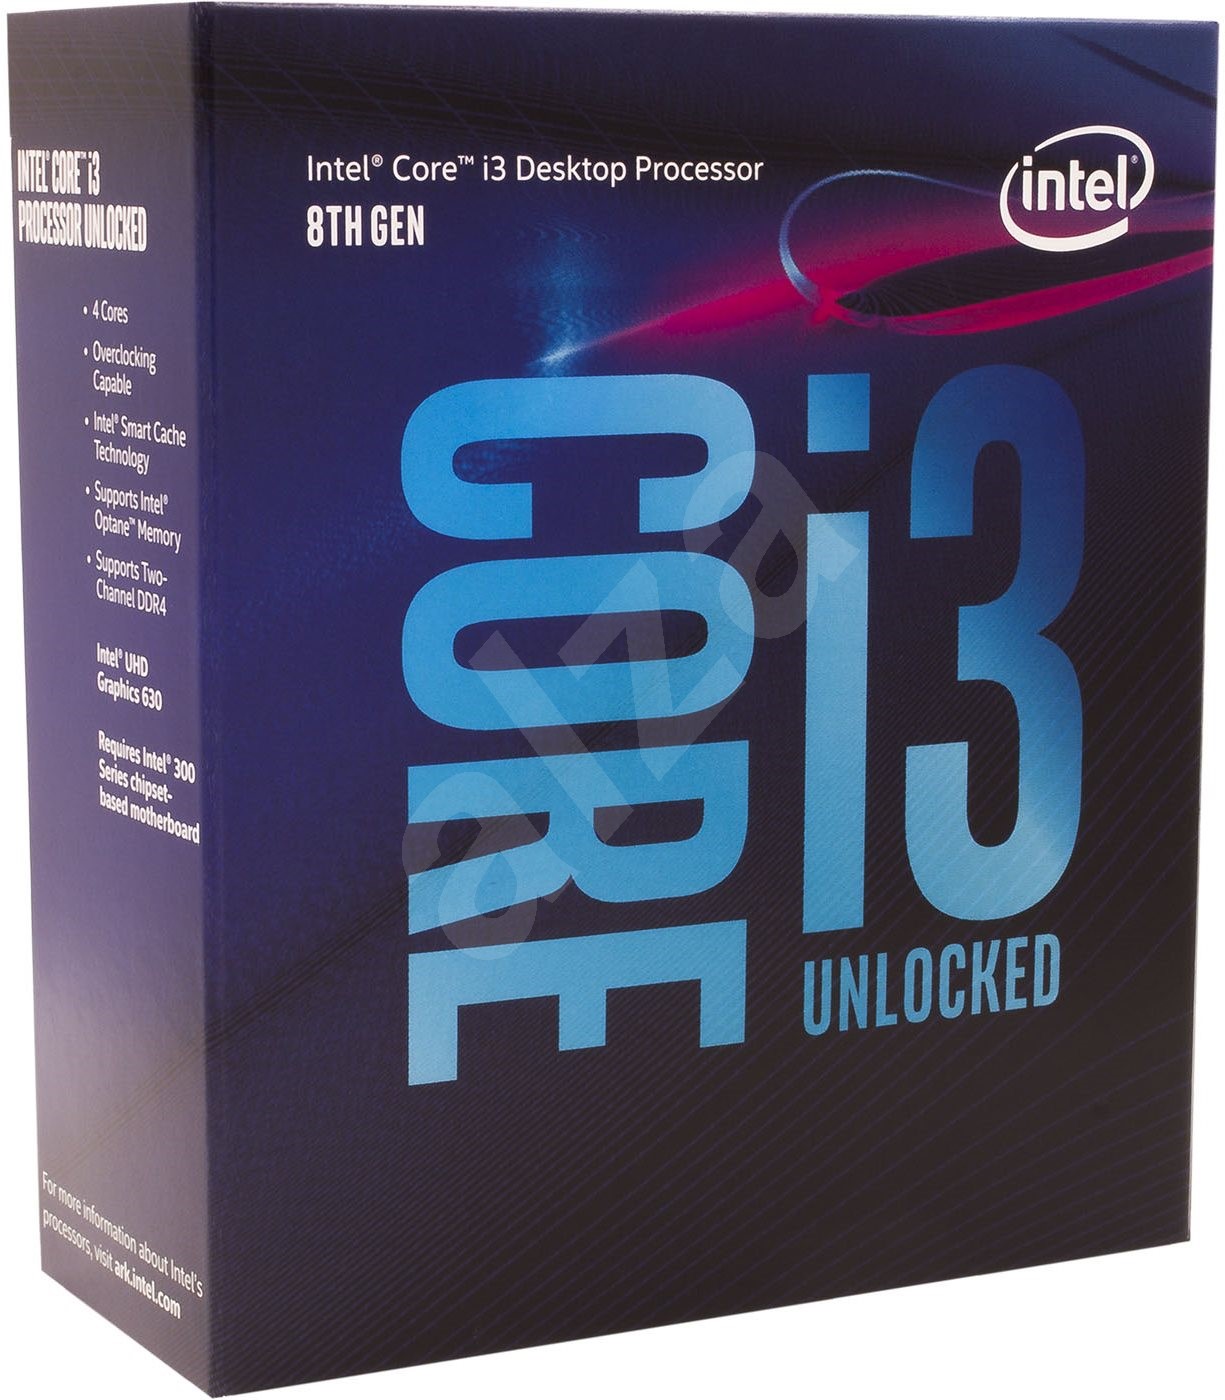 INTEL® CORE™ i3
PROCESSOR UNLOCKED
• 4 Cores
• Overclocking
Capable
• Intel® Smart Cache
Technology
• Supports Intel®
Optane™ Memory
• Supports Two-
Channel DDR4
Intel® UHD
Graphics 630
Requires Intel® 300
Series chipset-
based motherboard
For more information about Intel's
processors, visit ark.intel.com
Intel® Core™ i3 Desktop Processor
8TH GEN
intel®
CORE
i3
UNLOCKED
alza